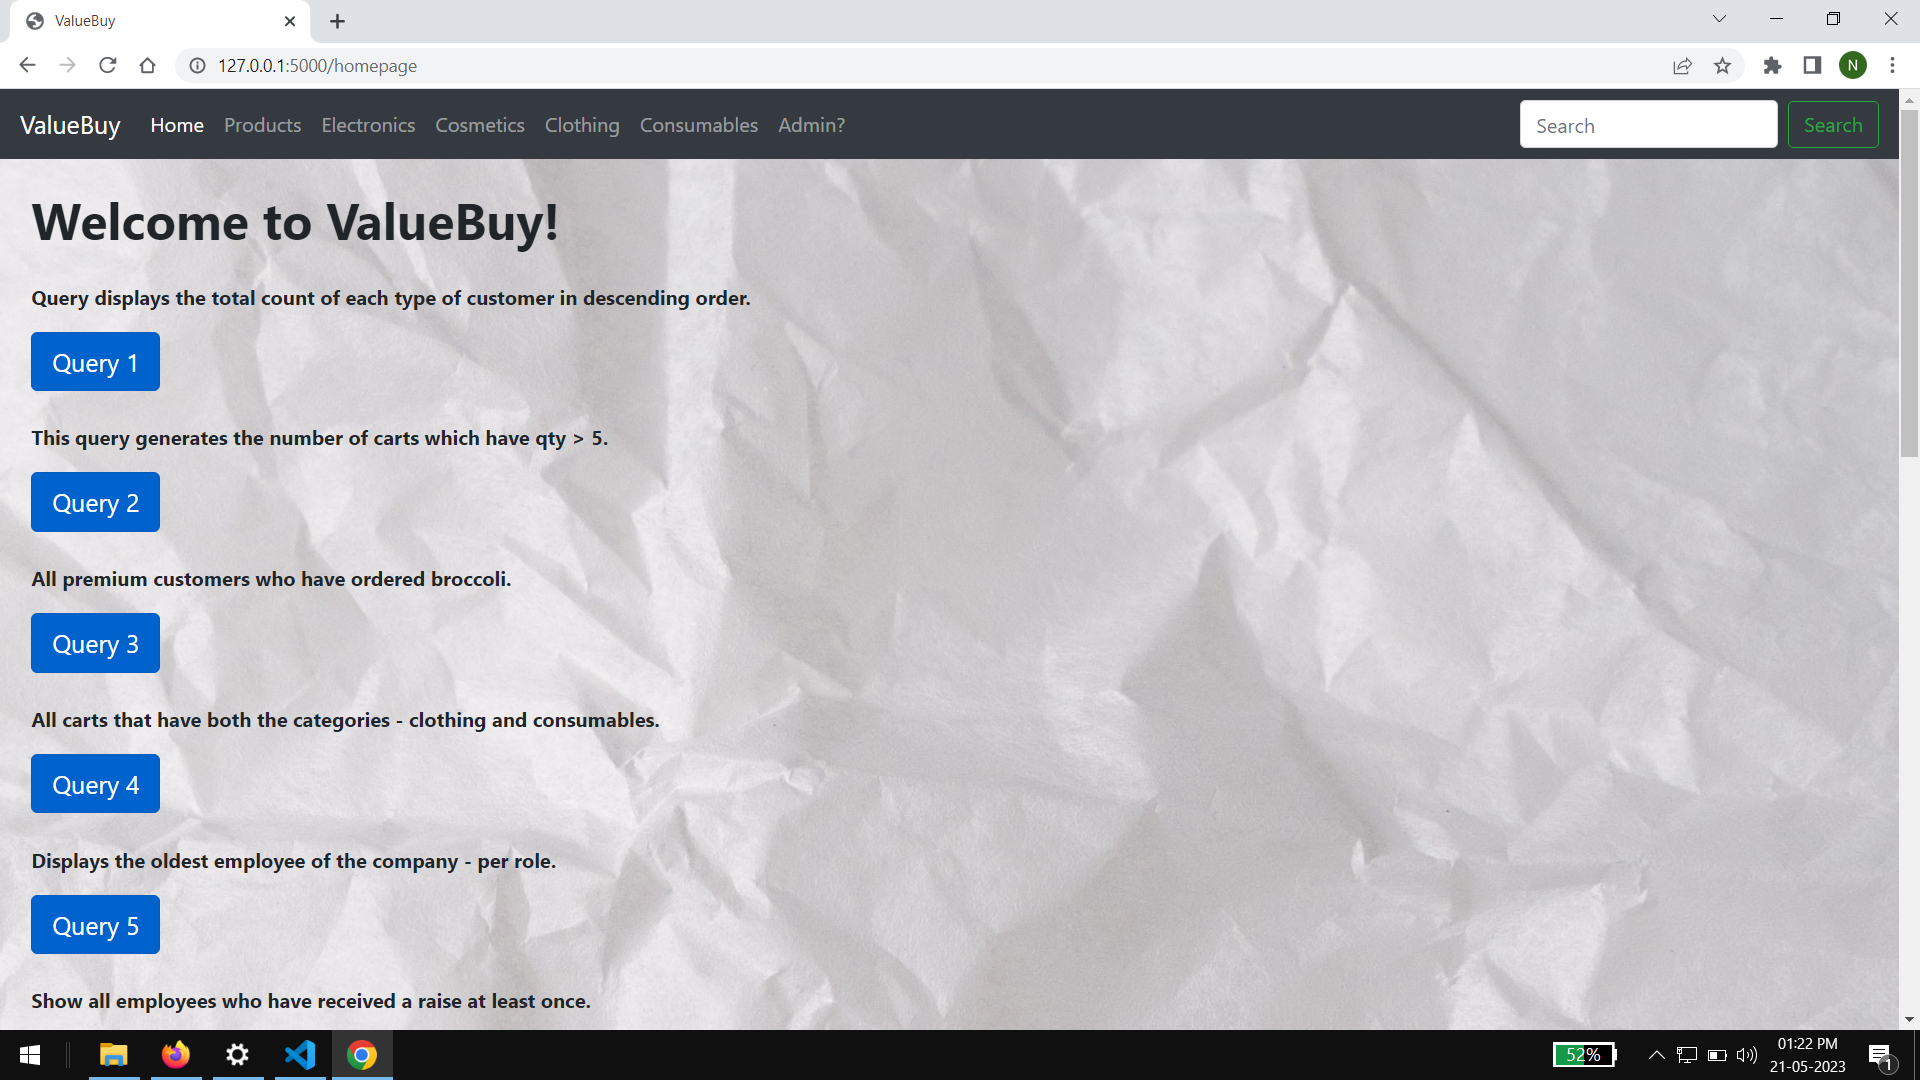 ValueBuy
127.0.0.1:5000/homepage
N
ValueBuy Home Products Electronics Cosmetics Clothing Consumables Admin? Search Search
Welcome to ValueBuy!
Query displays the total count of each type of customer in descending order.
Query 1
This query generates the number of carts which have qty > 5.
Query 2
All premium customers who have ordered broccoli.
Query 3
All carts that have both the categories - clothing and consumables.
Query 4
Displays the oldest employee of the company - per role.
Query 5
Show all employees who have received a raise at least once.
52%
01:22 PM
21-05-2023
1